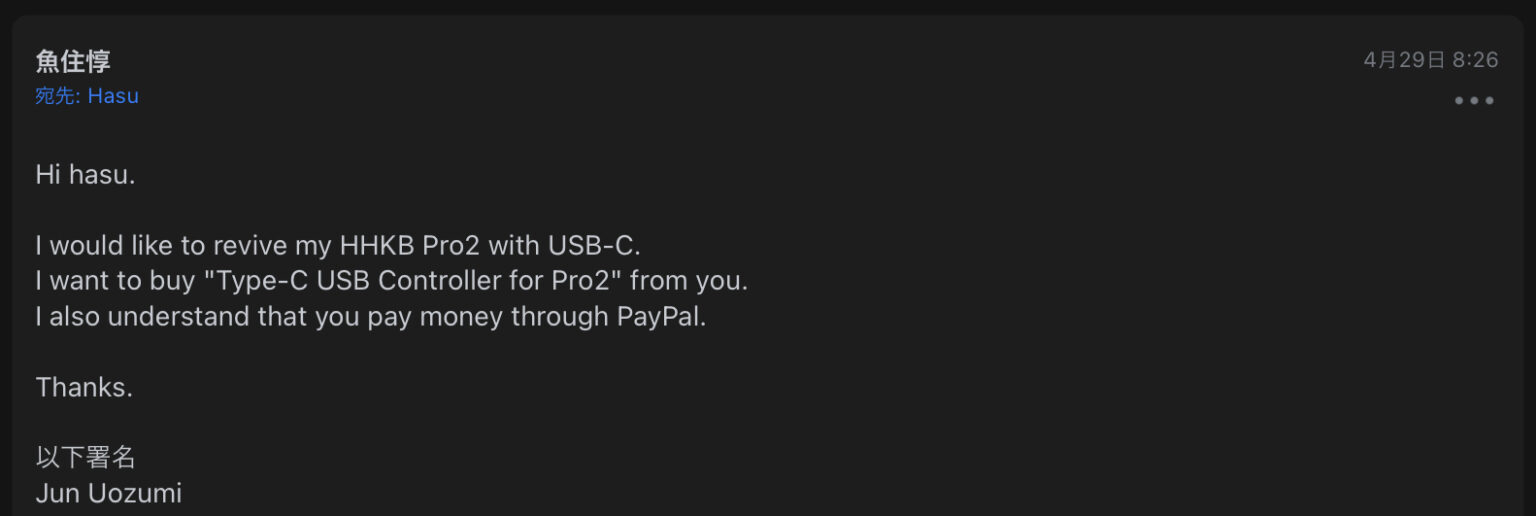 魚住惇
4月29日 8:26
宛先: Hasu
Hi hasu.
I would like to revive my HHKB Pro2 with USB-C.
I want to buy "Type-C USB Controller for Pro2" from you.
I also understand that you pay money through PayPal.
Thanks.
以下署名
Jun Uozumi